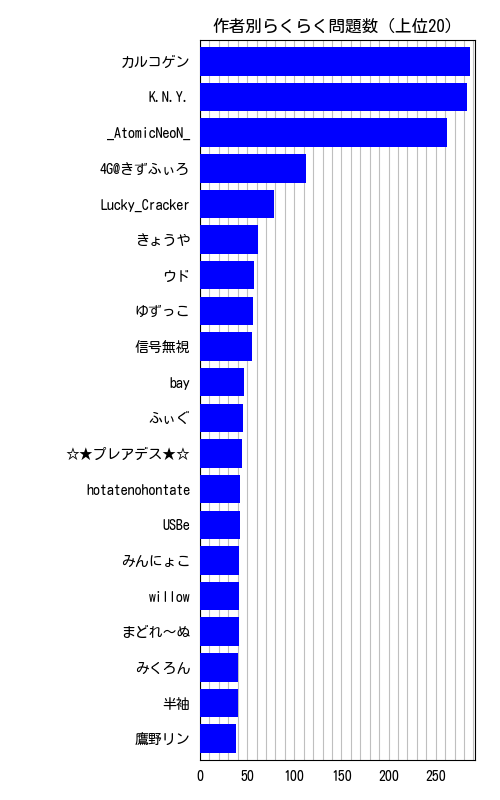 作者別らくらく問題数（上位20）
カルコゲン
K.N.Y.
_AtomicNeoN_
4G@きずふぃろ
Lucky_Cracker
きょうや
ウド
ゆずっこ
信号無視
bay
ふぃぐ
☆★プレアデス★☆
hotatenohontate
USBe
みんにょこ
willow
まどれ～ぬ
みくろん
半袖
鷹野リン
0 50 100 150 200 250